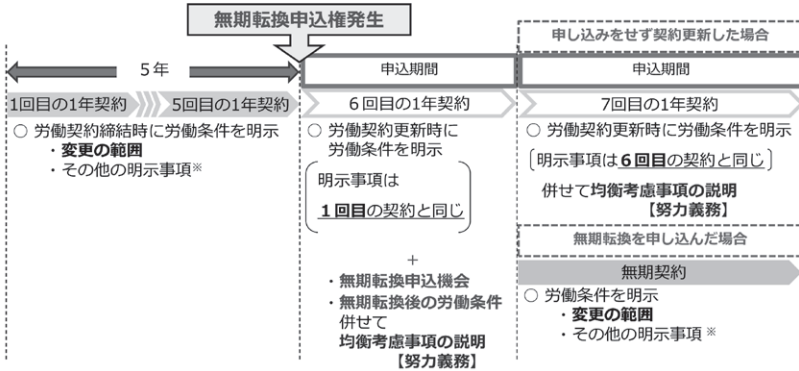 無期転換申込権発生
申し込みをせず契約更新した場合
5年
申込期間
申込期間
1回目の1年契約
5回目の1年契約
6回目の1年契約
7回目の1年契約
○ 労働契約締結時に労働条件を明示
・変更の範囲
・その他の明示事項※
○ 労働契約更新時に
労働条件を明示
明示事項は
1回目の契約と同じ
+
・無期転換申込機会
・無期転換後の労働条件
併せて
均衡考慮事項の説明
【努力義務】
○ 労働契約更新時に労働条件を明示
明示事項は6回目の契約と同じ
併せて均衡考慮事項の説明
【努力義務】
無期転換を申し込んだ場合
無期契約
○ 労働条件を明示
・変更の範囲
・その他の明示事項※